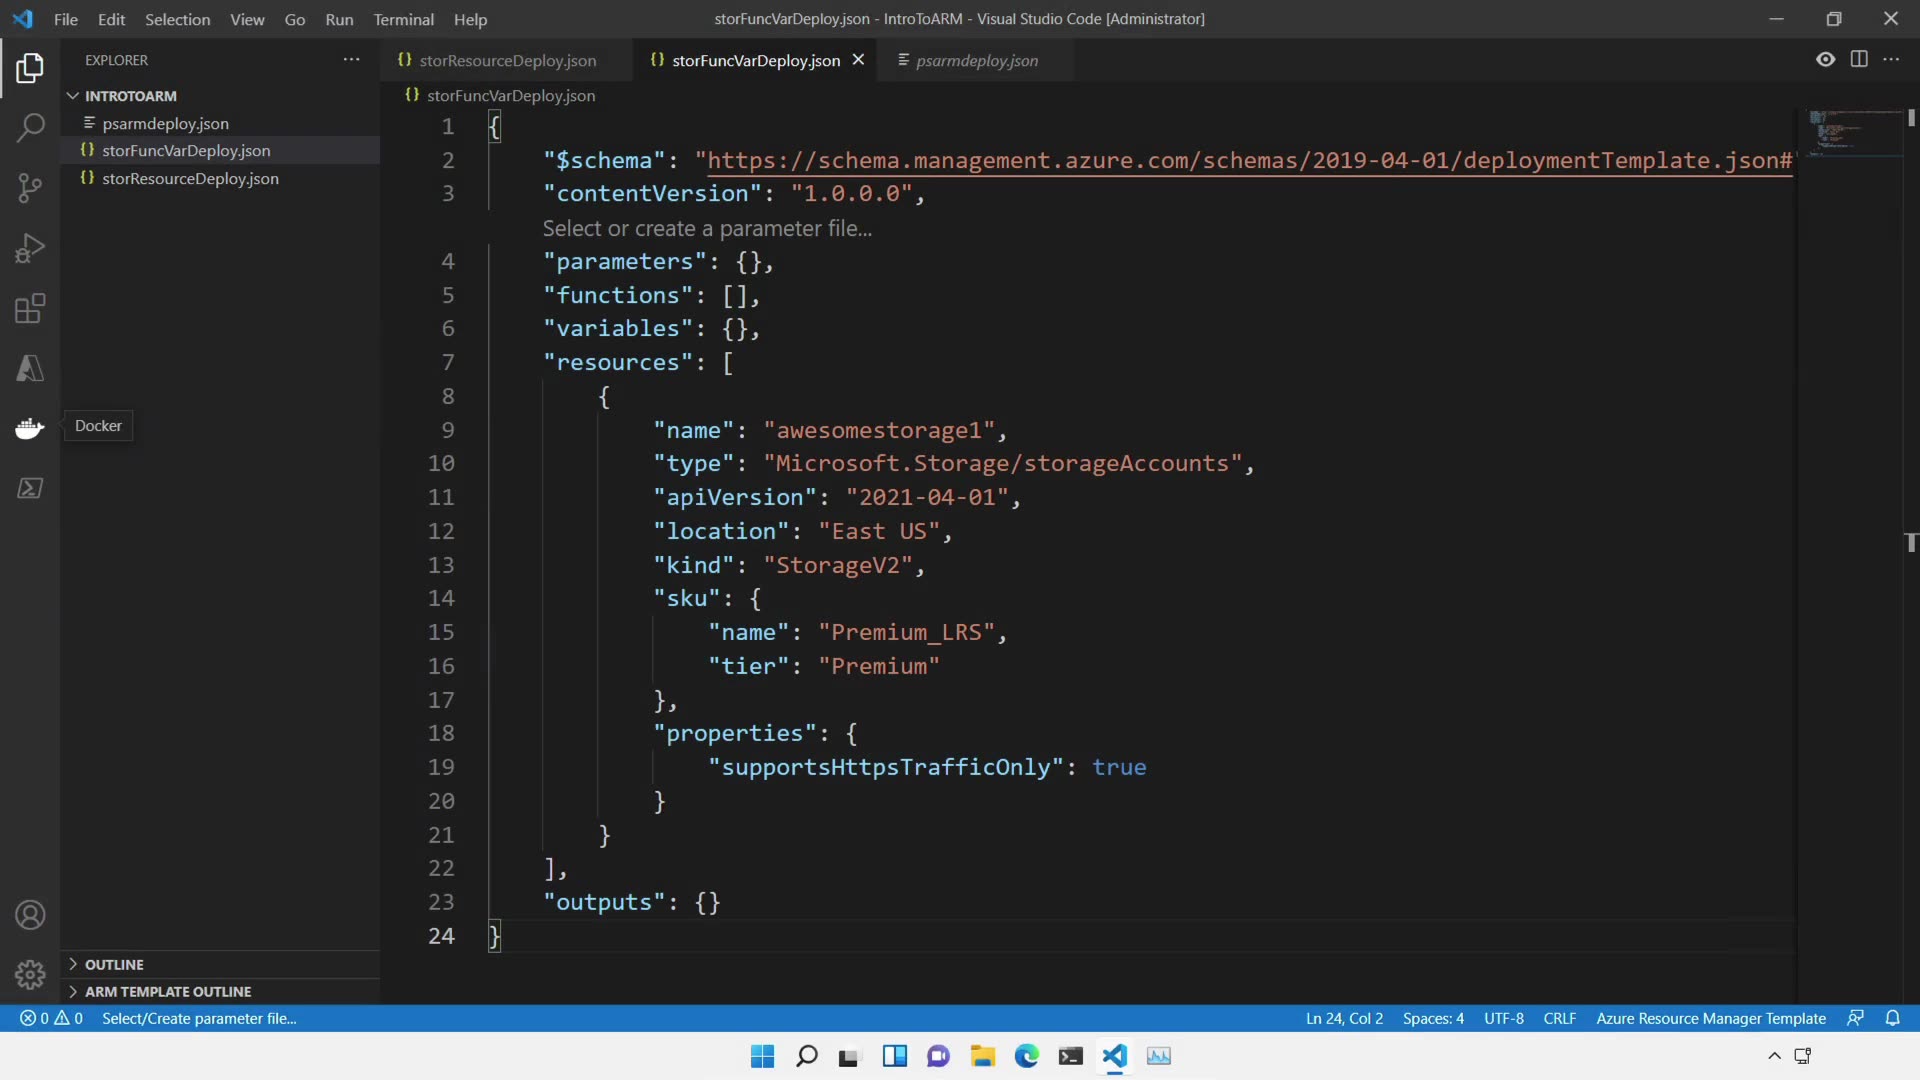 File Edit Selection View Go Run Terminal Help
storFuncVarDeploy.json - IntroToARM - Visual Studio Code [Administrator]
EXPLORER
storResourceDeploy.json
storFuncVarDeploy.json
psarmdeploy.json
INTROTOARM
psarmdeploy.json
storFuncVarDeploy.json
storResourceDeploy.json
Docker
OUTLINE
ARM TEMPLATE OUTLINE
storFuncVarDeploy.json
1 {
2 "$schema": "https://schema.management.azure.com/schemas/2019-04-01/deploymentTemplate.json#"
3 "contentVersion": "1.0.0.0",
Select or create a parameter file...
4 "parameters": {},
5 "functions": [],
6 "variables": {},
7 "resources": [
8 {
9 "name": "awesomestorage1",
10 "type": "Microsoft.Storage/storageAccounts",
11 "apiVersion": "2021-04-01",
12 "location": "East US",
13 "kind": "StorageV2",
14 "sku": {
15 "name": "Premium_LRS",
16 "tier": "Premium"
17 },
18 "properties": {
19 "supportsHttpsTrafficOnly": true
20 }
21 }
22 ],
23 "outputs": {}
24 }
0 0 Select/Create parameter file...
Ln 24, Col 2 Spaces: 4 UTF-8 CRLF Azure Resource Manager Template